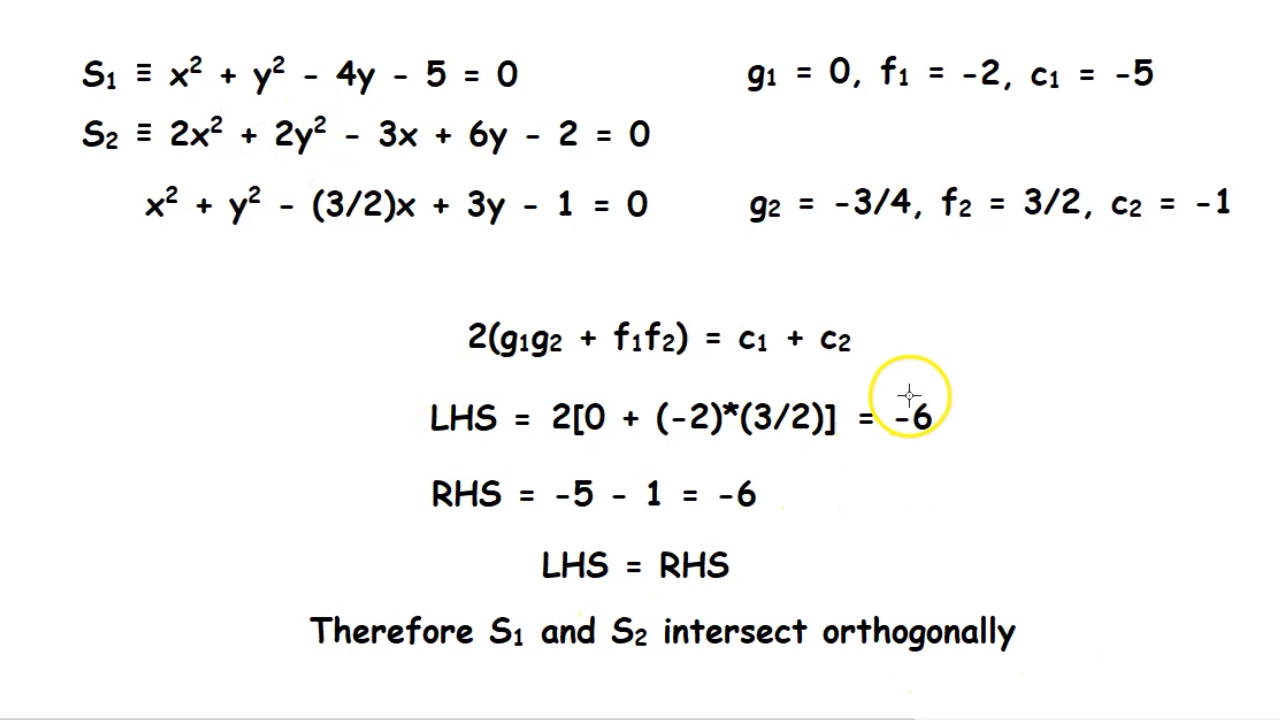 S₁ ≡ x² + y² - 4y - 5 = 0 g₁ = 0, f₁ = -2, c₁ = -5
S₂ ≡ 2x² + 2y² - 3x + 6y - 2 = 0
x² + y² - (3/2)x + 3y - 1 = 0 g₂ = -3/4, f₂ = 3/2, c₂ = -1
2(g₁g₂ + f₁f₂) = c₁ + c₂
LHS = 2[0 + (-2)*(3/2)] = -6
RHS = -5 - 1 = -6
LHS = RHS
Therefore S₁ and S₂ intersect orthogonally